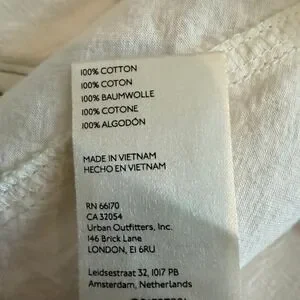 100% COTTON
100% COTON
100% BAUMWOLLE
100% COTONE
100% ALGODÓN
MADE IN VIETNAM
HECHO EN VIETNAM
RN 66170
CA 32054
Urban Outfitters, Inc.
146 Brick Lane
LONDON, E1 6RU
Leidsestraat 32, 1017 PB
Amsterdam, Netherlands